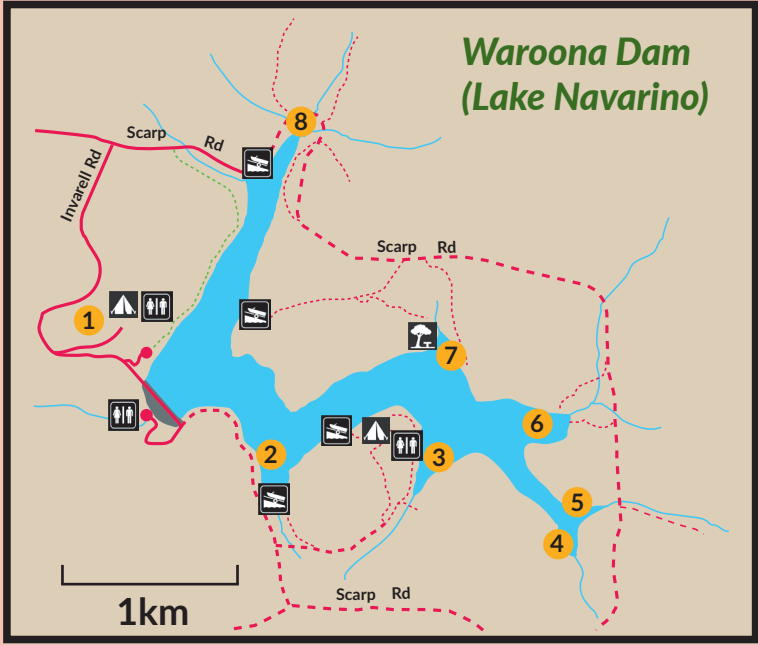 Waroona Dam
(Lake Navarino)
8
Scarp Rd
Invarell Rd
Scarp Rd
1
7
6
2
3
5
4
Scarp Rd
1km